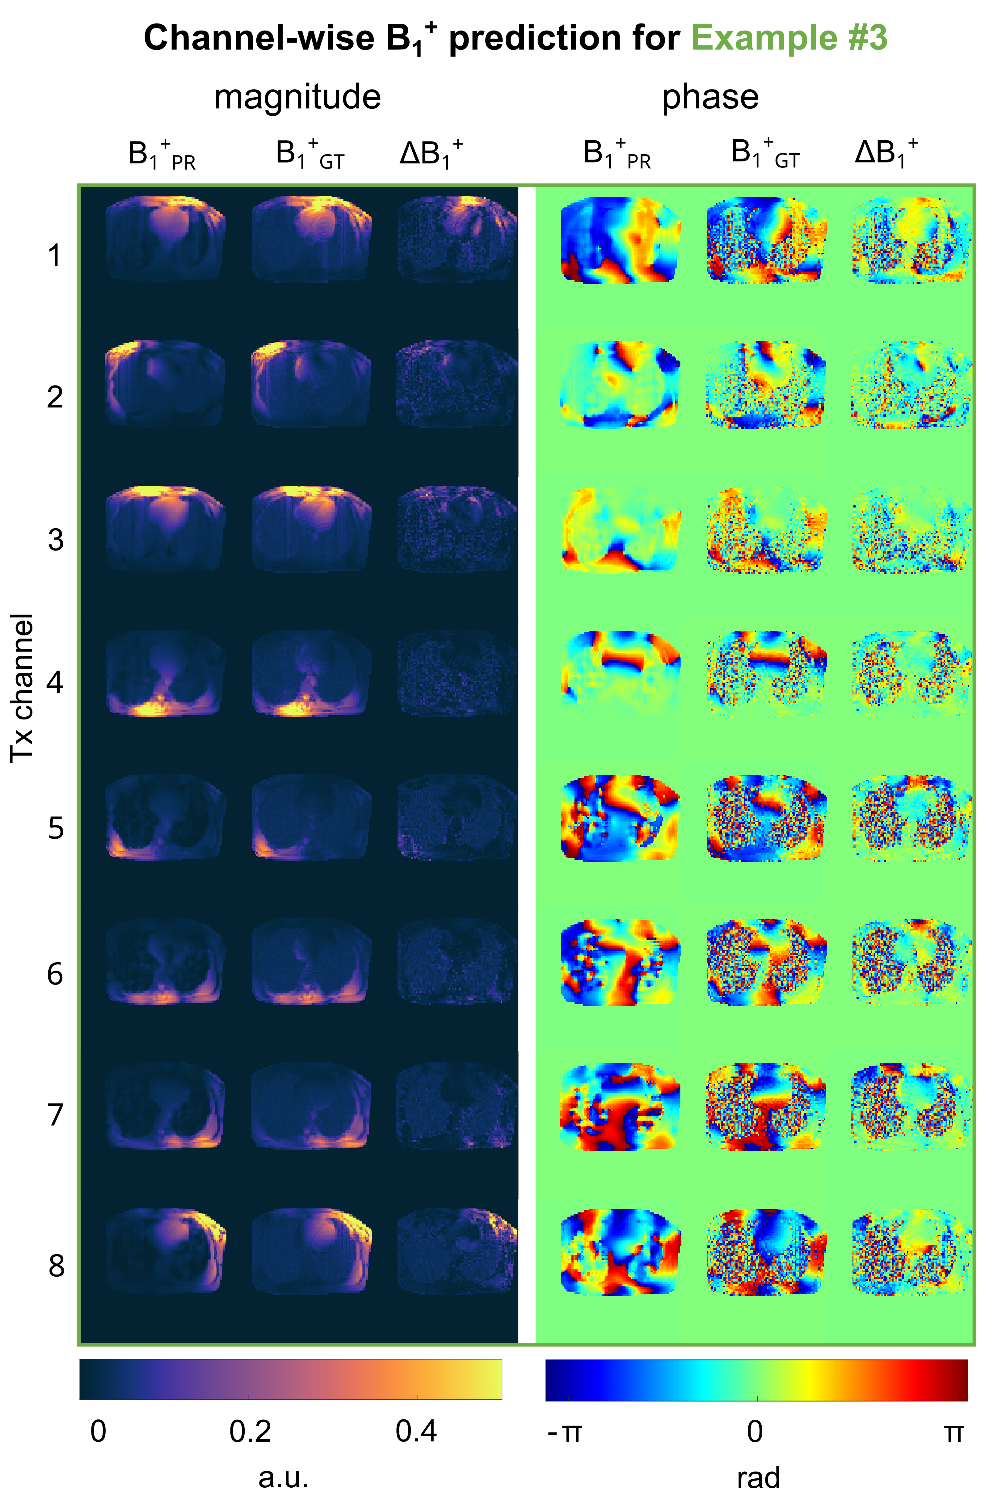 Channel-wise B₁⁺ prediction for Example #3
magnitude phase
B₁⁺PR B₁⁺GT ΔB₁⁺ B₁⁺PR B₁⁺GT ΔB₁⁺
Tx channel
1
2
3
4
5
6
7
8
0 0.2 0.4 -π 0 π
a.u. rad